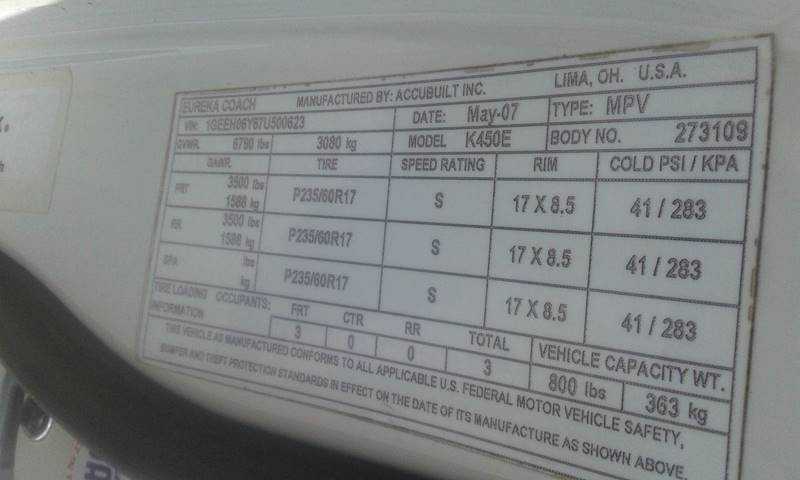 EUREKA COACH MANUFACTURED BY: ACCUBUILT INC. LIMA, OH. U.S.A.
VIN: 1GEEH06Y67U500623 DATE: May-07 TYPE: MPV
GVWR. 6790 lbs 3080 kg MODEL K450E BODY NO. 273109
GAWR. TIRE SPEED RATING RIM COLD PSI / KPA
FRT 3500 lbs 1588 kg P235/60R17 S 17 X 8.5 41 / 283
RR 3500 lbs 1588 kg P235/60R17 S 17 X 8.5 41 / 283
SPA lbs kg P235/60R17 S 17 X 8.5 41 / 283
TIRE LOADING INFORMATION OCCUPANTS: FRT CTR RR TOTAL VEHICLE CAPACITY WT.
3 0 0 3 800 lbs 363 kg
THIS VEHICLE AS MANUFACTURED CONFORMS TO ALL APPLICABLE U.S. FEDERAL MOTOR VEHICLE SAFETY,
BUMPER AND THEFT PROTECTION STANDARDS IN EFFECT ON THE DATE OF ITS MANUFACTURE AS SHOWN ABOVE.